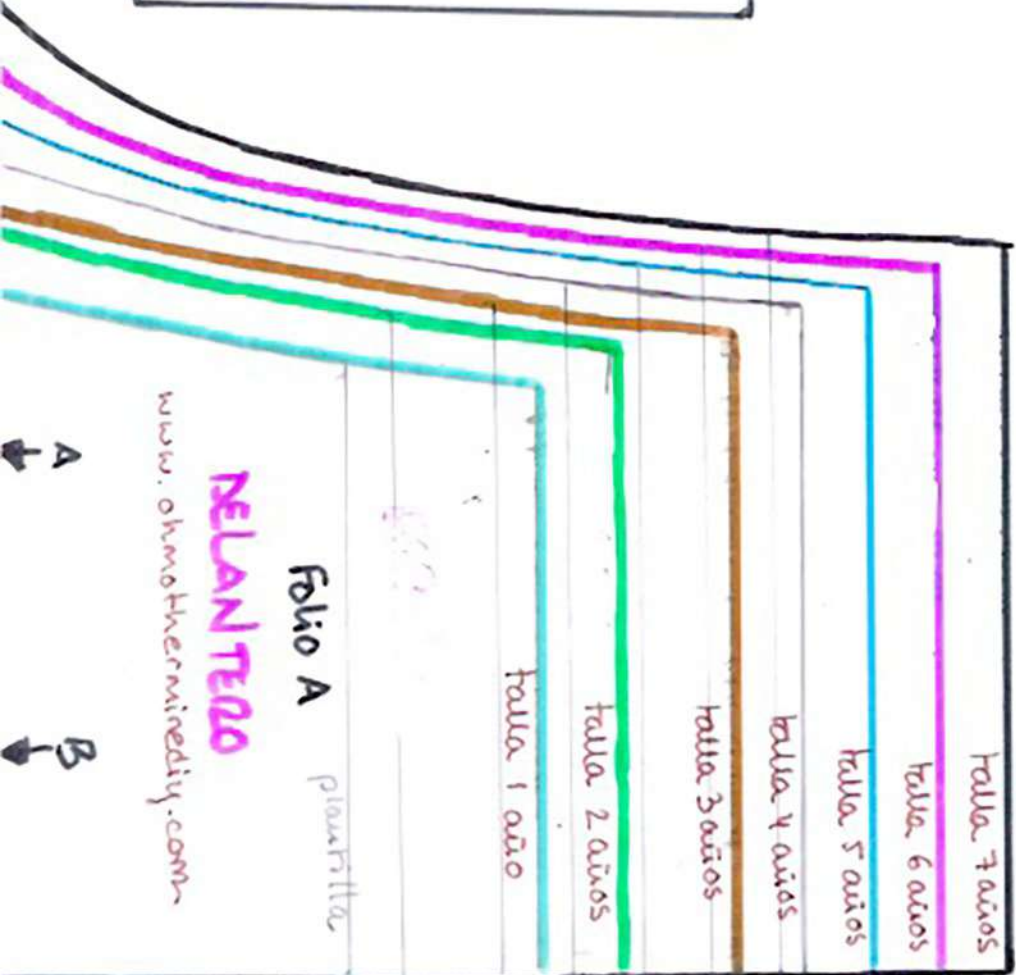 talla 7 años
talla 6 años
talla 5 años
talla 4 años
talla 3 años
talla 2 años
talla 1 año
plantilla
Folio A
DELANTERO
www.ohmotherminediy.com
A
B